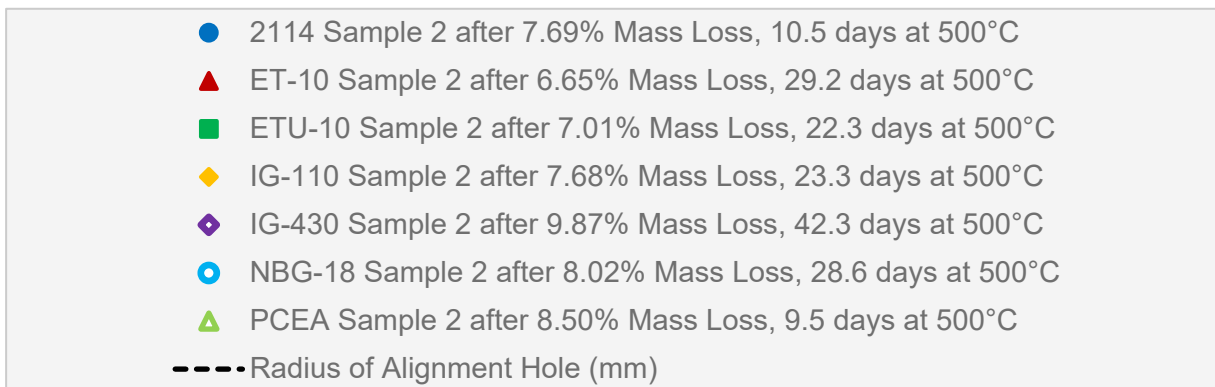 2114 Sample 2 after 7.69% Mass Loss, 10.5 days at 500°C
ET-10 Sample 2 after 6.65% Mass Loss, 29.2 days at 500°C
ETU-10 Sample 2 after 7.01% Mass Loss, 22.3 days at 500°C
IG-110 Sample 2 after 7.68% Mass Loss, 23.3 days at 500°C
IG-430 Sample 2 after 9.87% Mass Loss, 42.3 days at 500°C
NBG-18 Sample 2 after 8.02% Mass Loss, 28.6 days at 500°C
PCEA Sample 2 after 8.50% Mass Loss, 9.5 days at 500°C
Radius of Alignment Hole (mm)